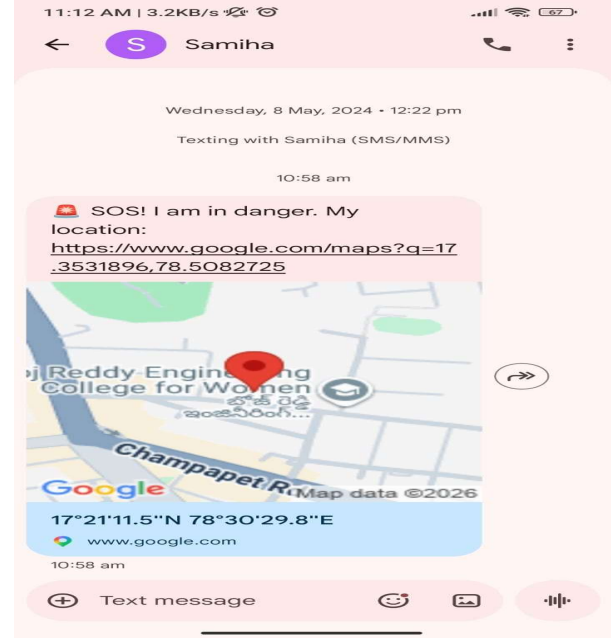 11:12 AM | 3.2KB/s
67
S
Samiha
Wednesday, 8 May, 2024 • 12:22 pm
Texting with Samiha (SMS/MMS)
10:58 am
🚨 SOS! I am in danger. My
location:
https://www.google.com/maps?q=17
.3531896,78.5082725
j Reddy Engineering
College for Women
భోజ్ రెడ్డి
ఇంజినీరింగ్...
Champapet R
Google
Map data ©2026
17°21'11.5"N 78°30'29.8"E
www.google.com
10:58 am
Text message